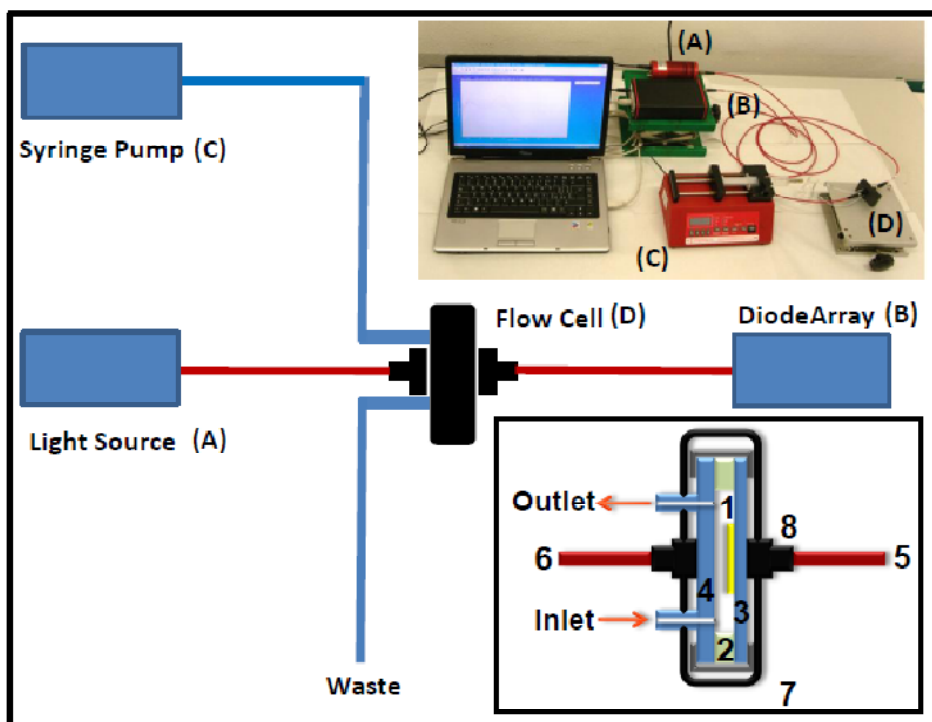 (A)
Syringe Pump (C)
(B)
(D)
(C)
Flow Cell (D)
DiodeArray (B)
Light Source (A)
Outlet
1
8
6
5
4
3
Inlet
2
7
Waste